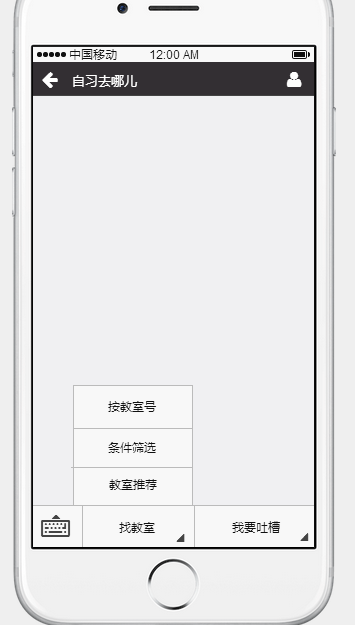 中国移动 12:00 AM
自习去哪儿
按教室号
条件筛选
教室推荐
找教室 我要吐槽